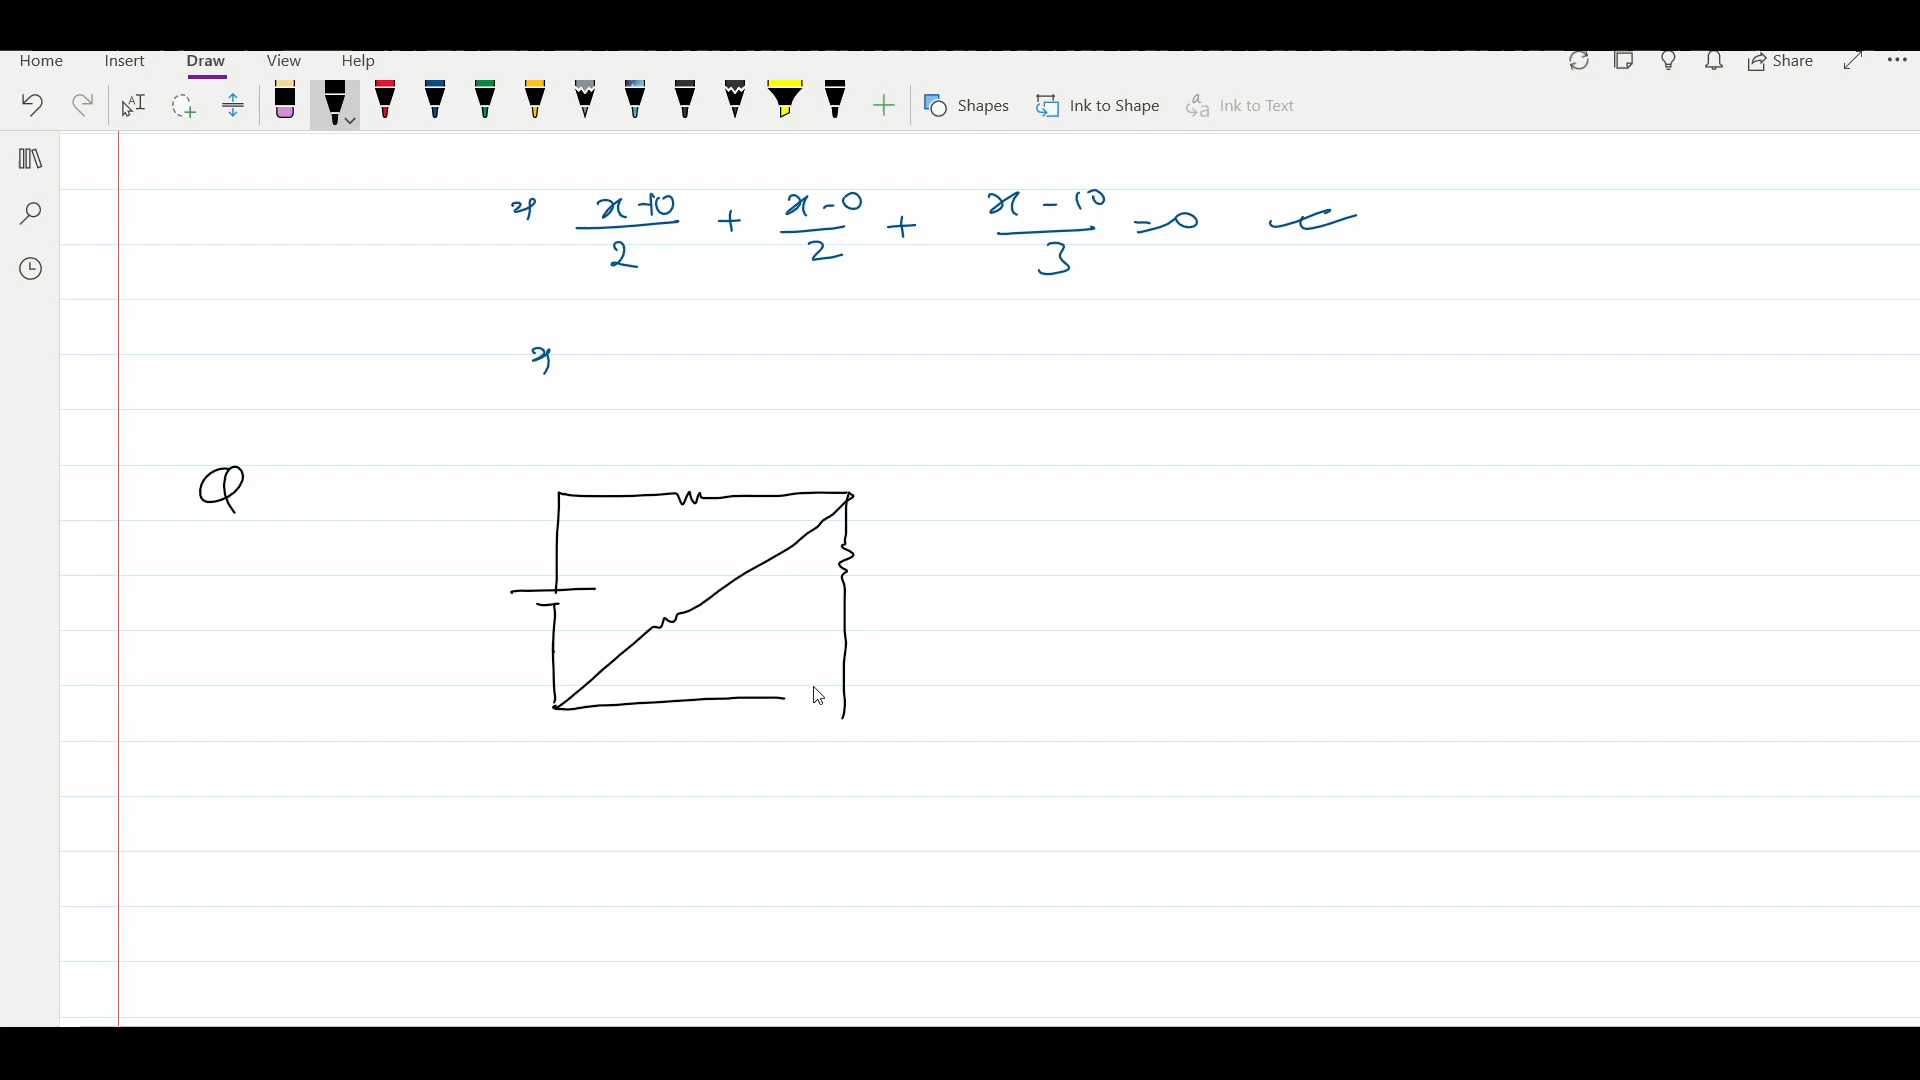 Home Insert Draw View Help Share
Shapes Ink to Shape Ink to Text
x-10/2 + x-0/2 + x-10/3 = 0
Q